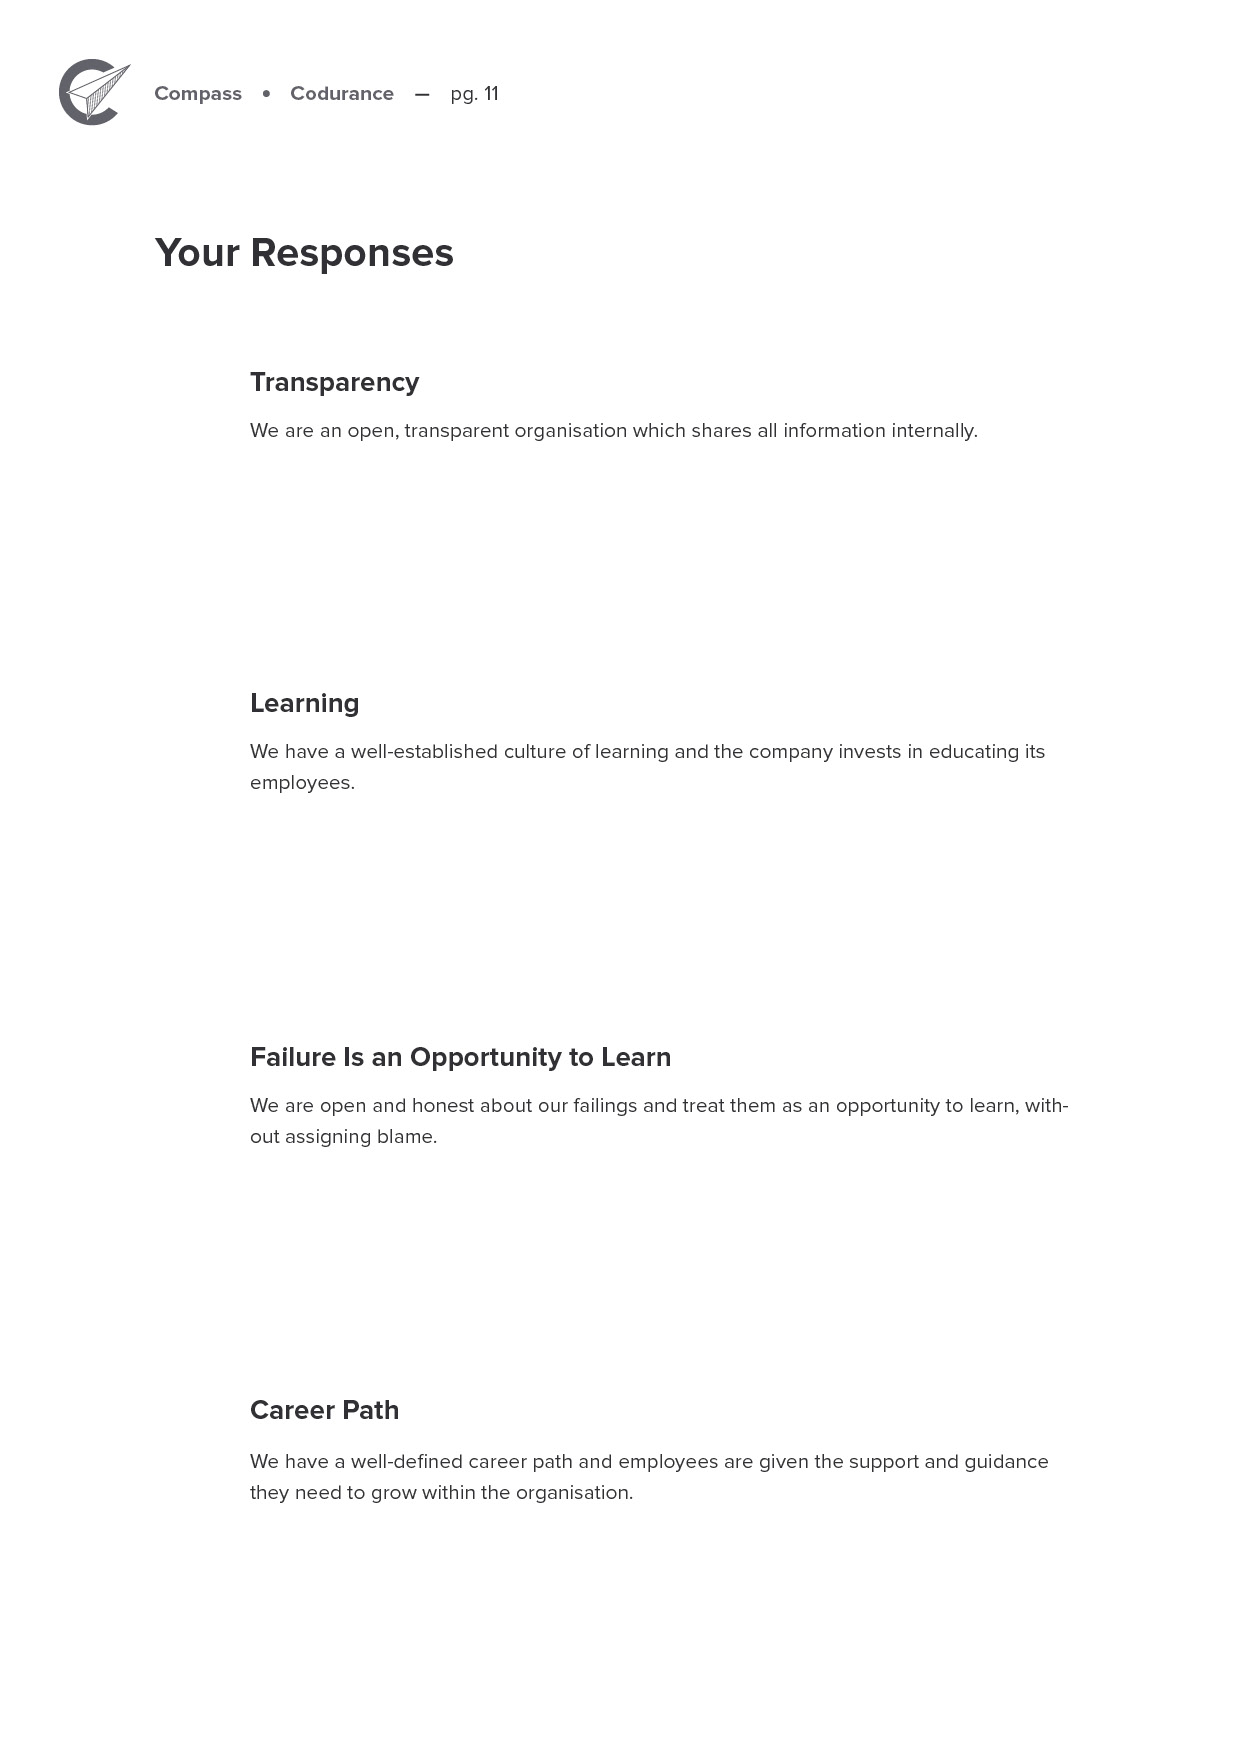 Compass • Codurance — pg. 11
Your Responses
Transparency
We are an open, transparent organisation which shares all information internally.
Learning
We have a well-established culture of learning and the company invests in educating its
employees.
Failure Is an Opportunity to Learn
We are open and honest about our failings and treat them as an opportunity to learn, with-
out assigning blame.
Career Path
We have a well-defined career path and employees are given the support and guidance
they need to grow within the organisation.